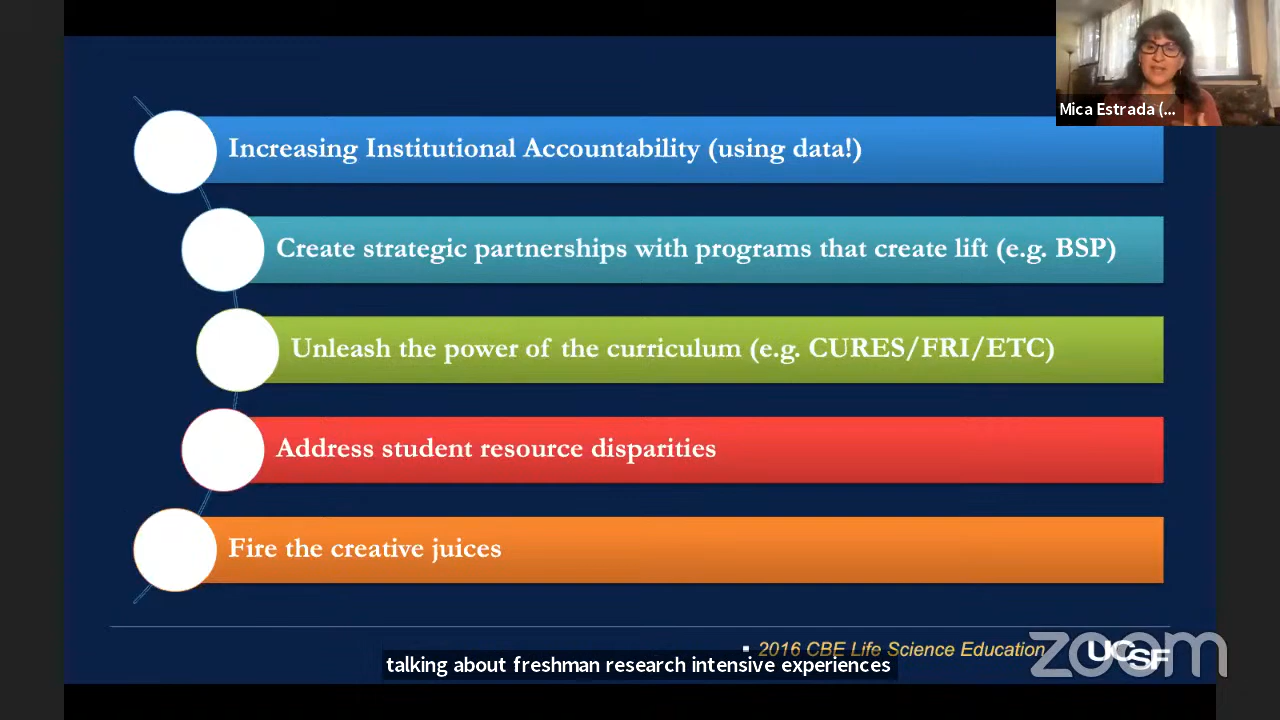 Mica Estrada (...
Increasing Institutional Accountability (using data!)
Create strategic partnerships with programs that create lift (e.g. BSP)
Unleash the power of the curriculum (e.g. CURES/FRI/ETC)
Address student resource disparities
Fire the creative juices
2016 CBE Life Science Education
UCSF
zoom
talking about freshman research intensive experiences